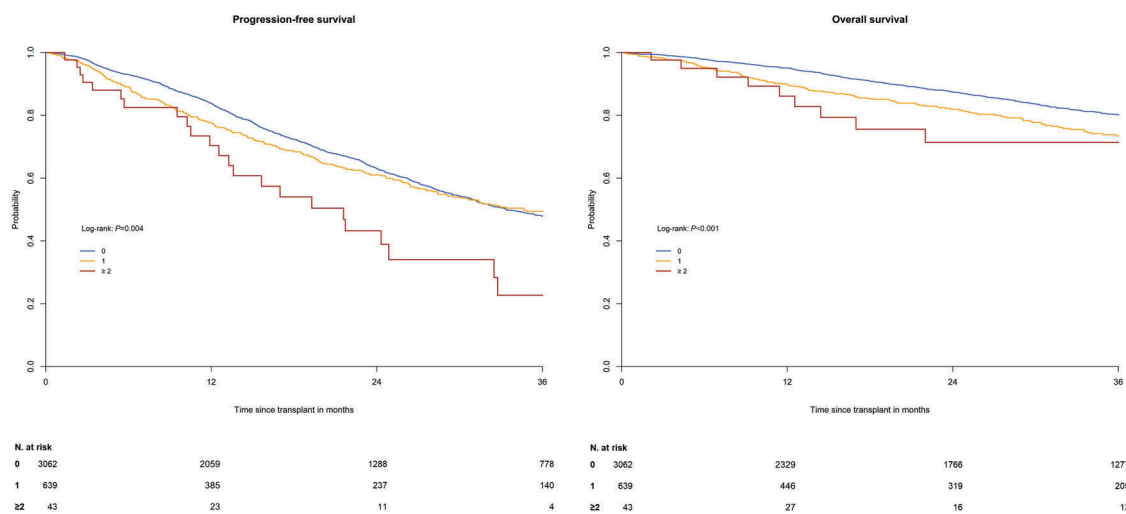 Progression-free survival
Probability
1.0
0.8
0.6
0.4
0.2
0.0
Log-rank: P=0.004
0
1
≥ 2
0 12 24 36
Time since transplant in months
N. at risk
0 3062 2059 1288 778
1 639 385 237 140
≥2 43 23 11 4
Overall survival
Probability
1.0
0.8
0.6
0.4
0.2
0.0
Log-rank: P<0.001
0
1
≥ 2
0 12 24 36
Time since transplant in months
N. at risk
0 3062 2329 1766 1277
1 639 446 319
≥2 43 27 16